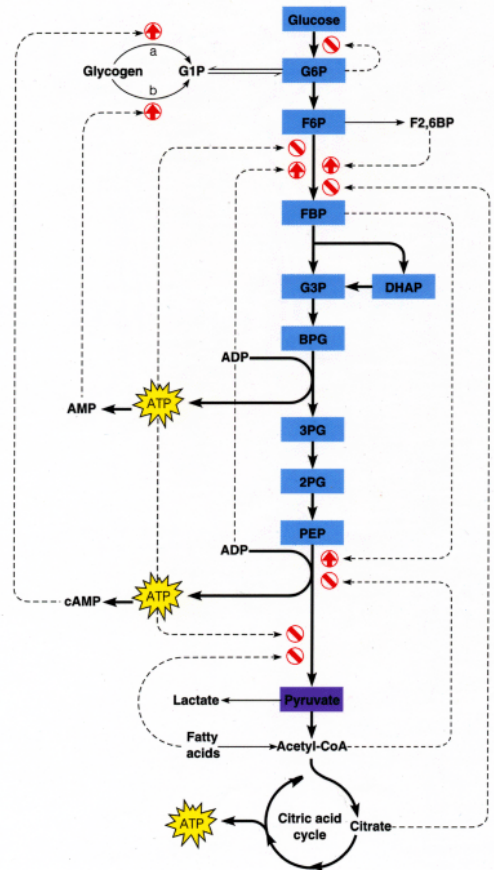 Glucose
a
Glycogen
G1P
G6P
b
F6P
F2,6BP
FBP
G3P
DHAP
BPG
ADP
ATP
AMP
3PG
2PG
PEP
ADP
ATP
cAMP
Lactate
Pyruvate
Fatty
acids
Acetyl-CoA
ATP
Citric acid
cycle
Citrate